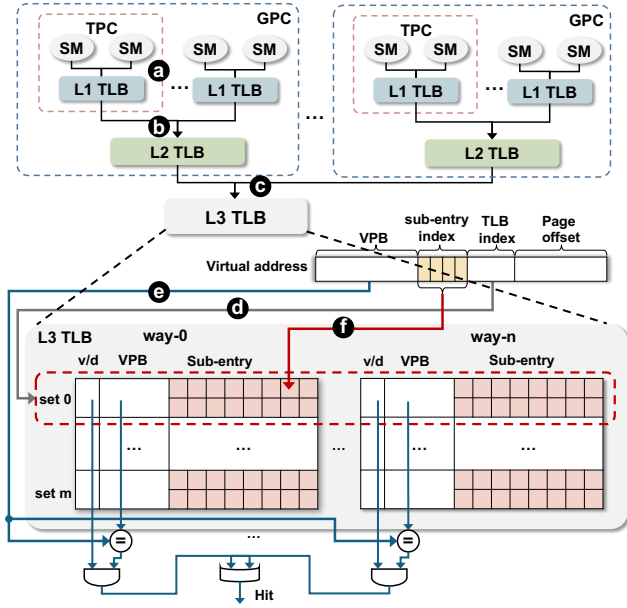 GPC
GPC
TPC
TPC
SM SM SM SM
SM SM SM SM
a
L1 TLB ... L1 TLB
L1 TLB ... L1 TLB
b
...
L2 TLB
L2 TLB
c
L3 TLB
VPB
sub-entry
index
TLB
index
Page
offset
Virtual address
e
d
f
L3 TLB
way-0
way-n
v/d VPB Sub-entry
v/d VPB Sub-entry
set 0
... ... ... ... ...
set m
= ... =
Hit